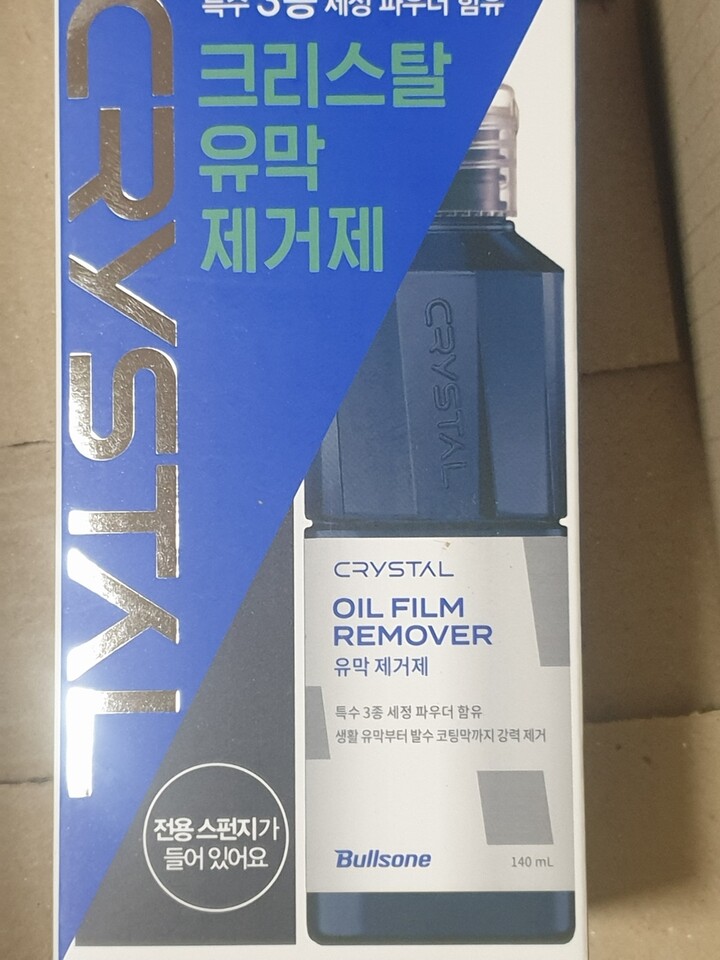 특수 3종 세정 파우더 함유
크리스탈
유막
제거제
CRYSTAL
CRYSTAL
CRYSTAL
OIL FILM
REMOVER
유막 제거제
특수 3종 세정 파우더 함유
생활 유막부터 발수 코팅막까지 강력 제거
전용 스펀지가
들어 있어요
Bullsone
140 mL